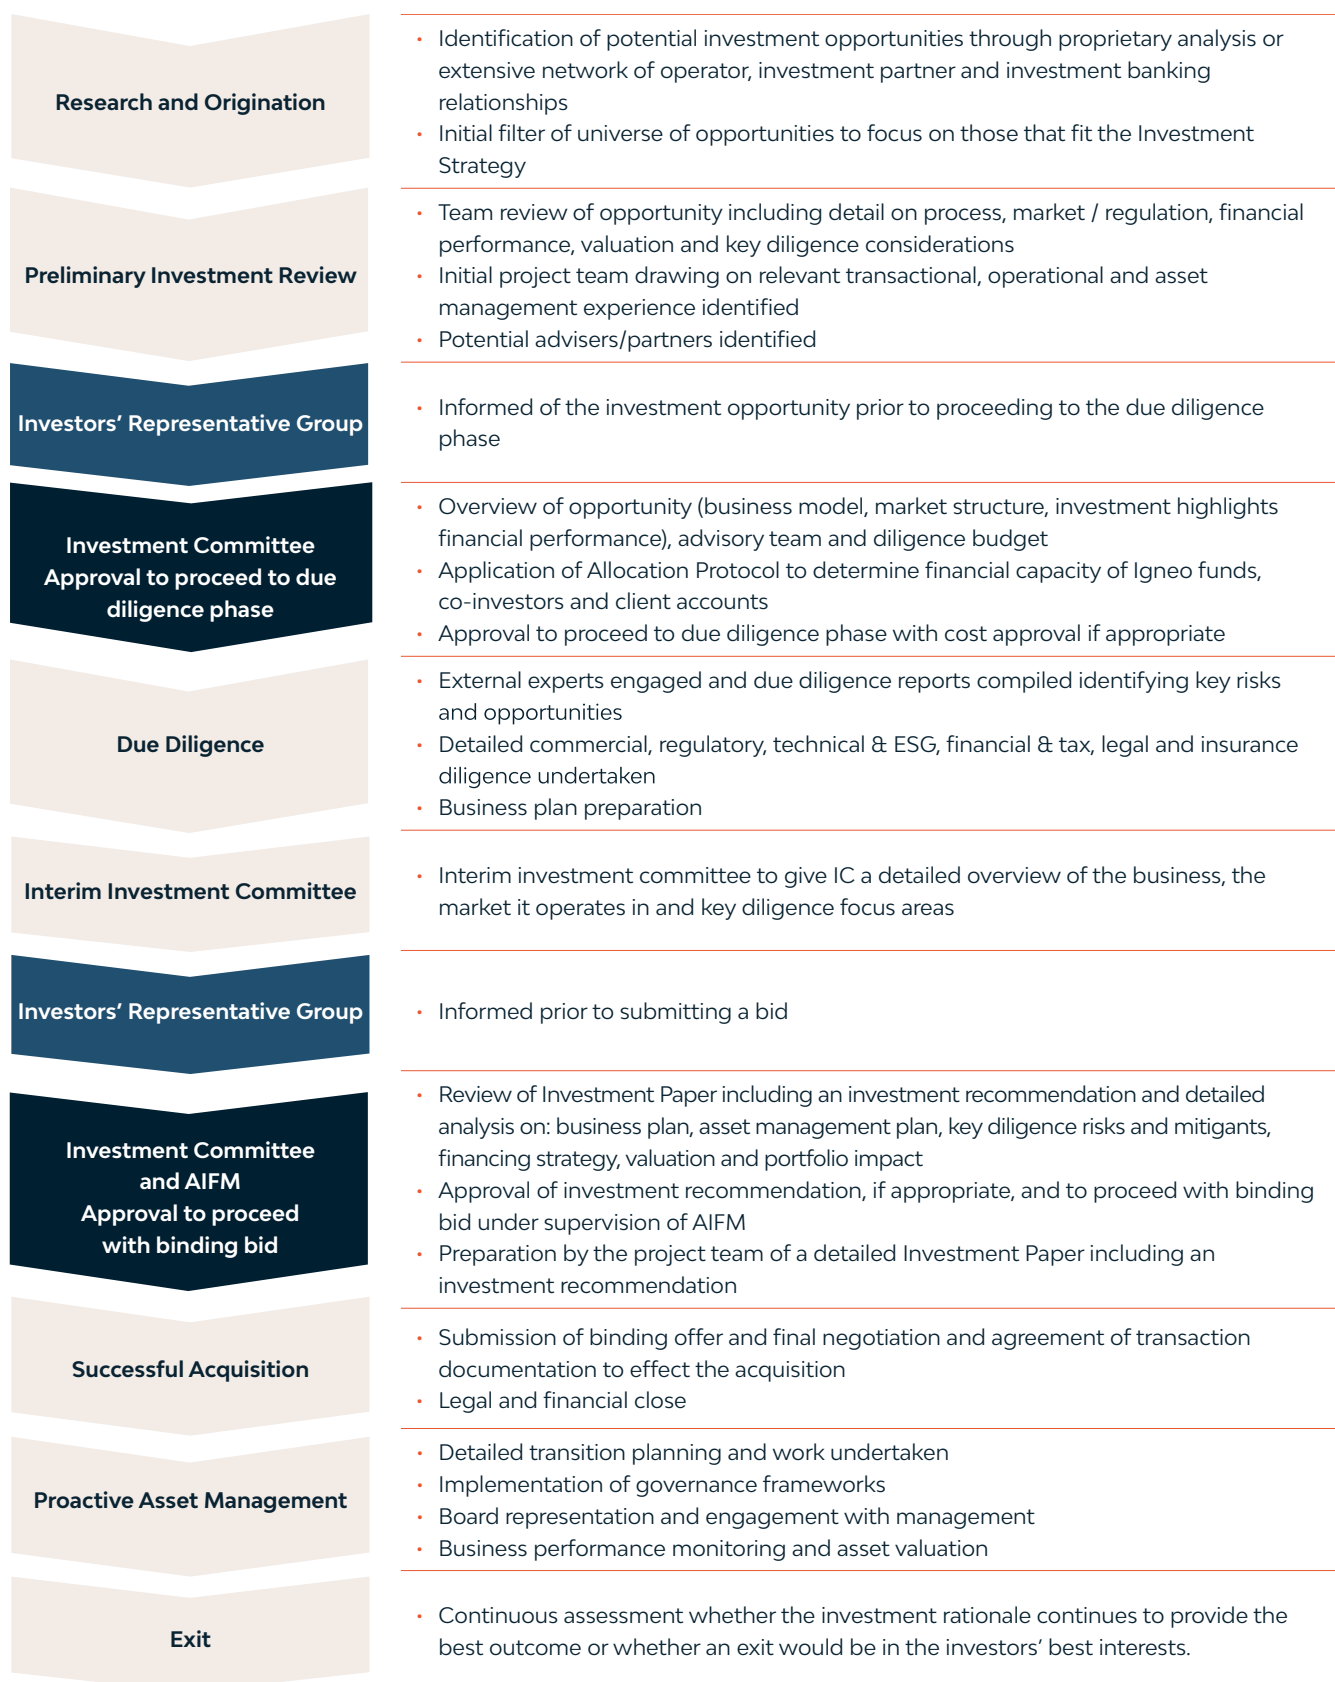 Research and Origination
• Identification of potential investment opportunities through proprietary analysis or
extensive network of operator, investment partner and investment banking
relationships
• Initial filter of universe of opportunities to focus on those that fit the Investment
Strategy
Preliminary Investment Review
• Team review of opportunity including detail on process, market / regulation, financial
performance, valuation and key diligence considerations
• Initial project team drawing on relevant transactional, operational and asset
management experience identified
• Potential advisers/partners identified
Investors’ Representative Group
• Informed of the investment opportunity prior to proceeding to the due diligence
phase
Investment Committee
Approval to proceed to due
diligence phase
• Overview of opportunity (business model, market structure, investment highlights
financial performance), advisory team and diligence budget
• Application of Allocation Protocol to determine financial capacity of Igneo funds,
co-investors and client accounts
• Approval to proceed to due diligence phase with cost approval if appropriate
Due Diligence
• External experts engaged and due diligence reports compiled identifying key risks
and opportunities
• Detailed commercial, regulatory, technical & ESG, financial & tax, legal and insurance
diligence undertaken
• Business plan preparation
Interim Investment Committee
• Interim investment committee to give IC a detailed overview of the business, the
market it operates in and key diligence focus areas
Investors’ Representative Group
• Informed prior to submitting a bid
Investment Committee
and AIFM
Approval to proceed
with binding bid
• Review of Investment Paper including an investment recommendation and detailed
analysis on: business plan, asset management plan, key diligence risks and mitigants,
financing strategy, valuation and portfolio impact
• Approval of investment recommendation, if appropriate, and to proceed with binding
bid under supervision of AIFM
• Preparation by the project team of a detailed Investment Paper including an
investment recommendation
Successful Acquisition
• Submission of binding offer and final negotiation and agreement of transaction
documentation to effect the acquisition
• Legal and financial close
Proactive Asset Management
• Detailed transition planning and work undertaken
• Implementation of governance frameworks
• Board representation and engagement with management
• Business performance monitoring and asset valuation
Exit
• Continuous assessment whether the investment rationale continues to provide the
best outcome or whether an exit would be in the investors’ best interests.